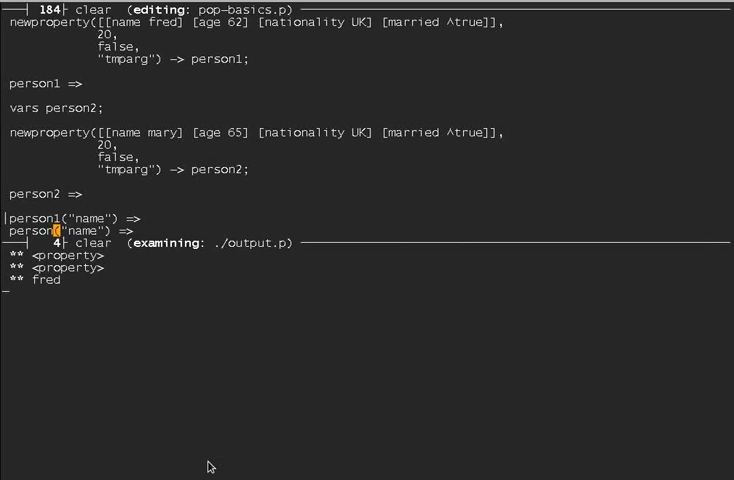 184 clear (editing: pop-basics.p)
newproperty([[name fred] [age 62] [nationality UK] [married ^true]],
20,
false,
"tmparg") -> person1;
person1 =>
vars person2;
newproperty([[name mary] [age 65] [nationality UK] [married ^true]],
20,
false,
"tmparg") -> person2;
person2 =>
person1("name") =>
person("name") =>
4 clear (examining: ./output.p)
** <property>
** <property>
** fred